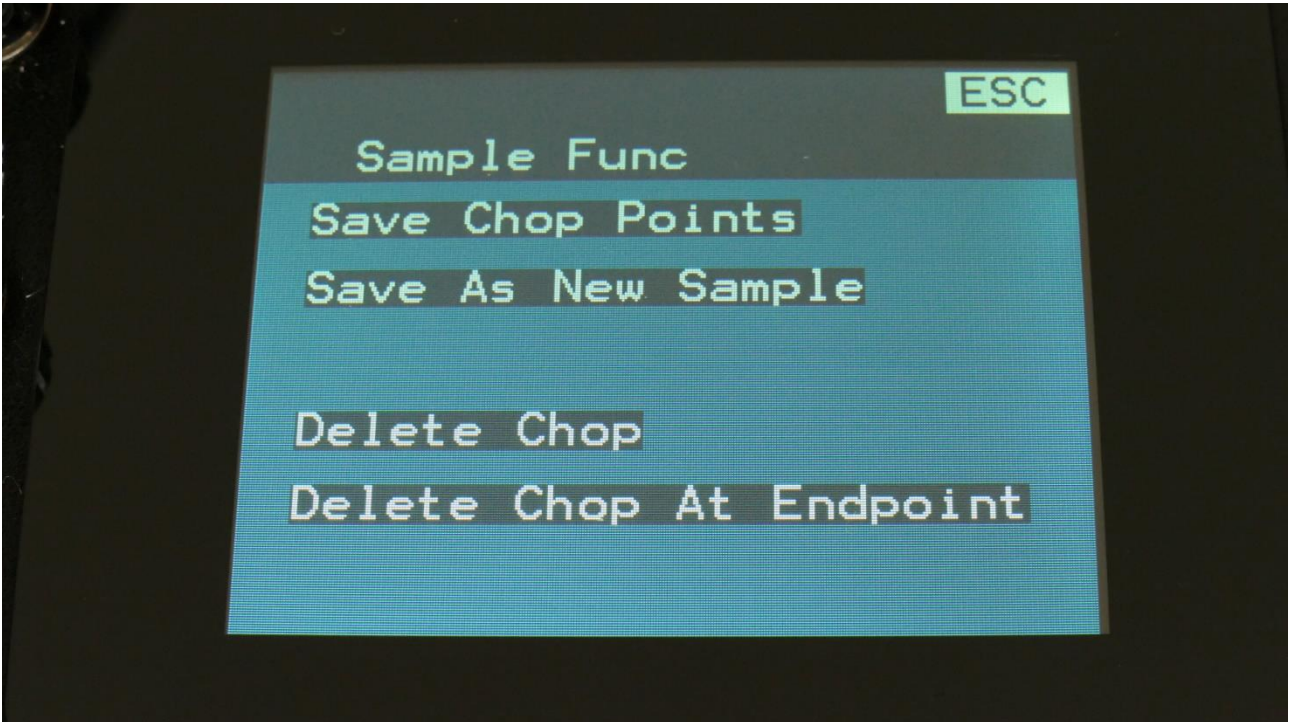 ESC
Sample Func
Save Chop Points
Save As New Sample
Delete Chop
Delete Chop At Endpoint